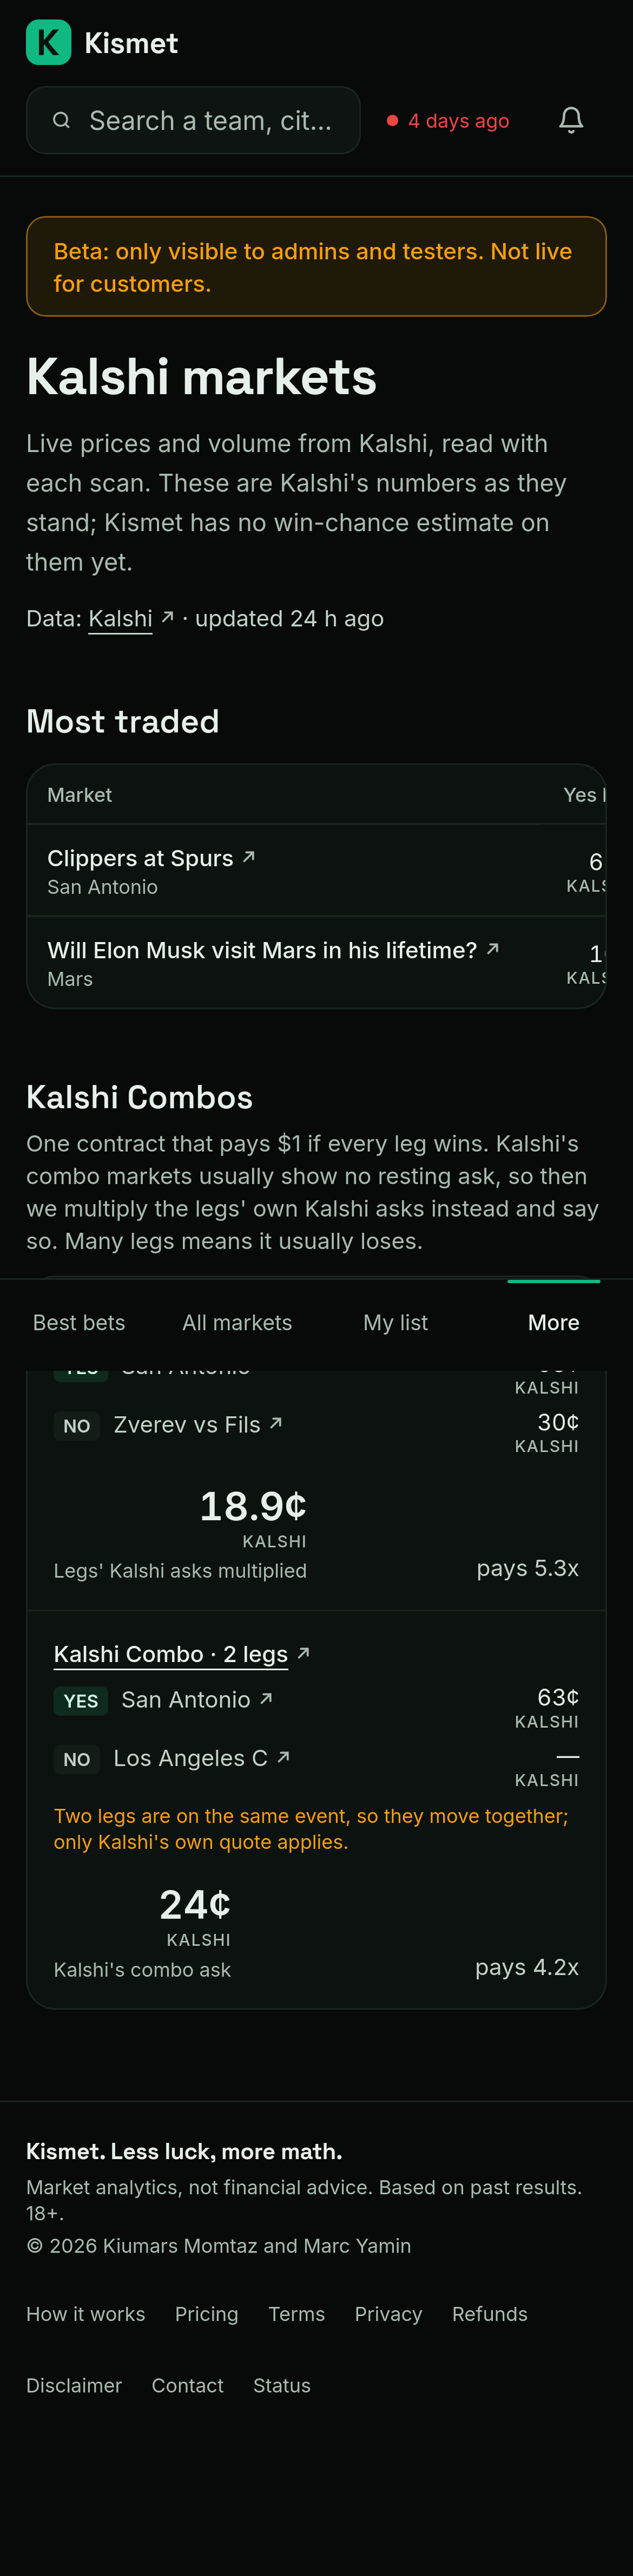 K Kismet
Search a team, cit...
4 days ago
Beta: only visible to admins and testers. Not live
for customers.
Kalshi markets
Live prices and volume from Kalshi, read with
each scan. These are Kalshi's numbers as they
stand; Kismet has no win-chance estimate on
them yet.
Data: Kalshi ↗ · updated 24 h ago
Most traded
Market Yes
Clippers at Spurs ↗ 6
San Antonio
Will Elon Musk visit Mars in his lifetime? ↗ 1
Mars
Kalshi Combos
One contract that pays $1 if every leg wins. Kalshi's
combo markets usually show no resting ask, so then
we multiply the legs' own Kalshi asks instead and say
so. Many legs means it usually loses.
Best bets All markets My list More
YES San Antonio
KALSHI
NO Zverev vs Fils ↗ 30¢
KALSHI
18.9¢
KALSHI
Legs' Kalshi asks multiplied pays 5.3x
Kalshi Combo · 2 legs ↗
YES San Antonio ↗ 63¢
KALSHI
NO Los Angeles C ↗ —
KALSHI
Two legs are on the same event, so they move together;
only Kalshi's own quote applies.
24¢
KALSHI
Kalshi's combo ask pays 4.2x
Kismet. Less luck, more math.
Market analytics, not financial advice. Based on past results.
18+.
© 2026 Kiumars Momtaz and Marc Yamin
How it works Pricing Terms Privacy Refunds
Disclaimer Contact Status